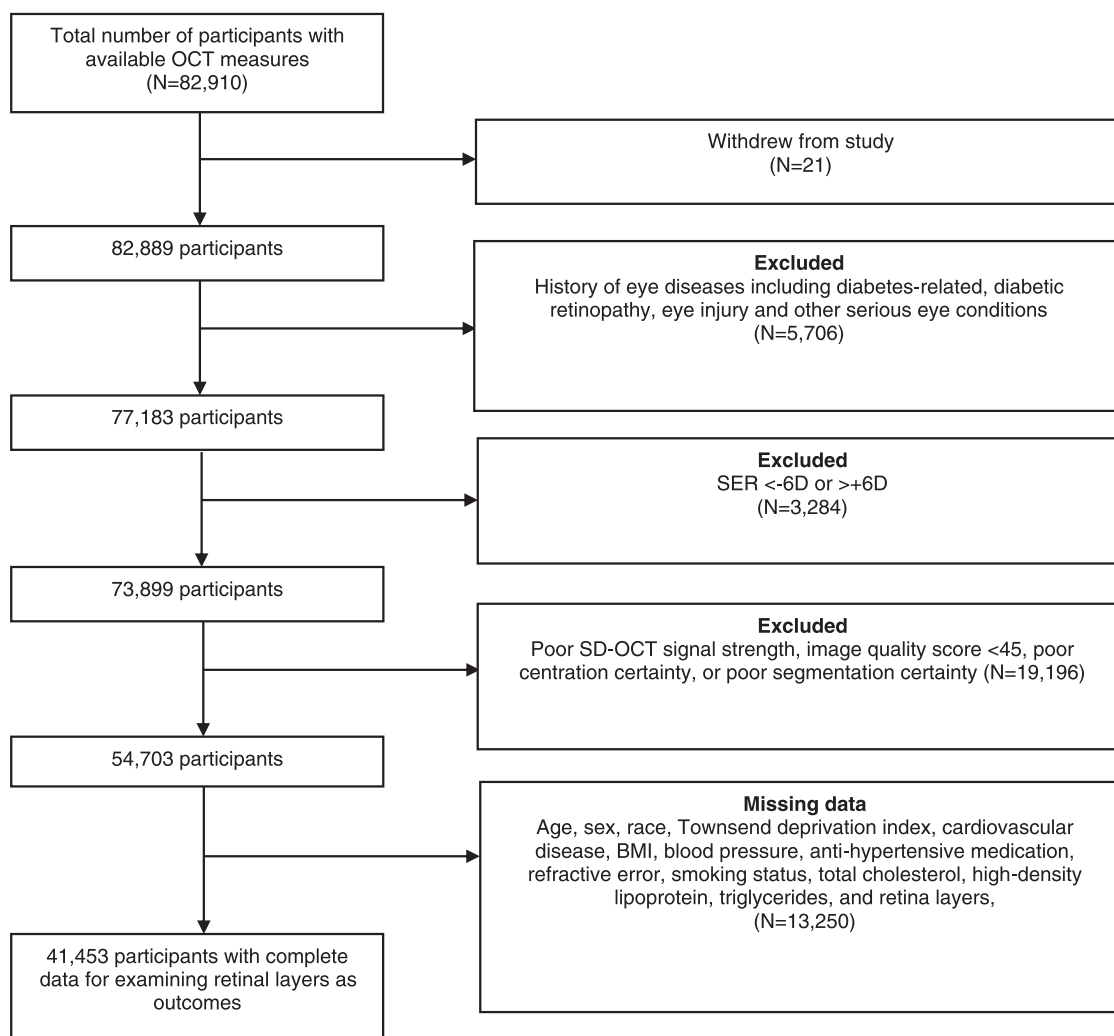 Total number of participants with
available OCT measures
(N=82,910)
Withdrew from study
(N=21)
82,889 participants
Excluded
History of eye diseases including diabetes-related, diabetic
retinopathy, eye injury and other serious eye conditions
(N=5,706)
77,183 participants
Excluded
SER <-6D or >+6D
(N=3,284)
73,899 participants
Excluded
Poor SD-OCT signal strength, image quality score <45, poor
centration certainty, or poor segmentation certainty (N=19,196)
54,703 participants
Missing data
Age, sex, race, Townsend deprivation index, cardiovascular
disease, BMI, blood pressure, anti-hypertensive medication,
refractive error, smoking status, total cholesterol, high-density
lipoprotein, triglycerides, and retina layers,
(N=13,250)
41,453 participants with complete
data for examining retinal layers as
outcomes